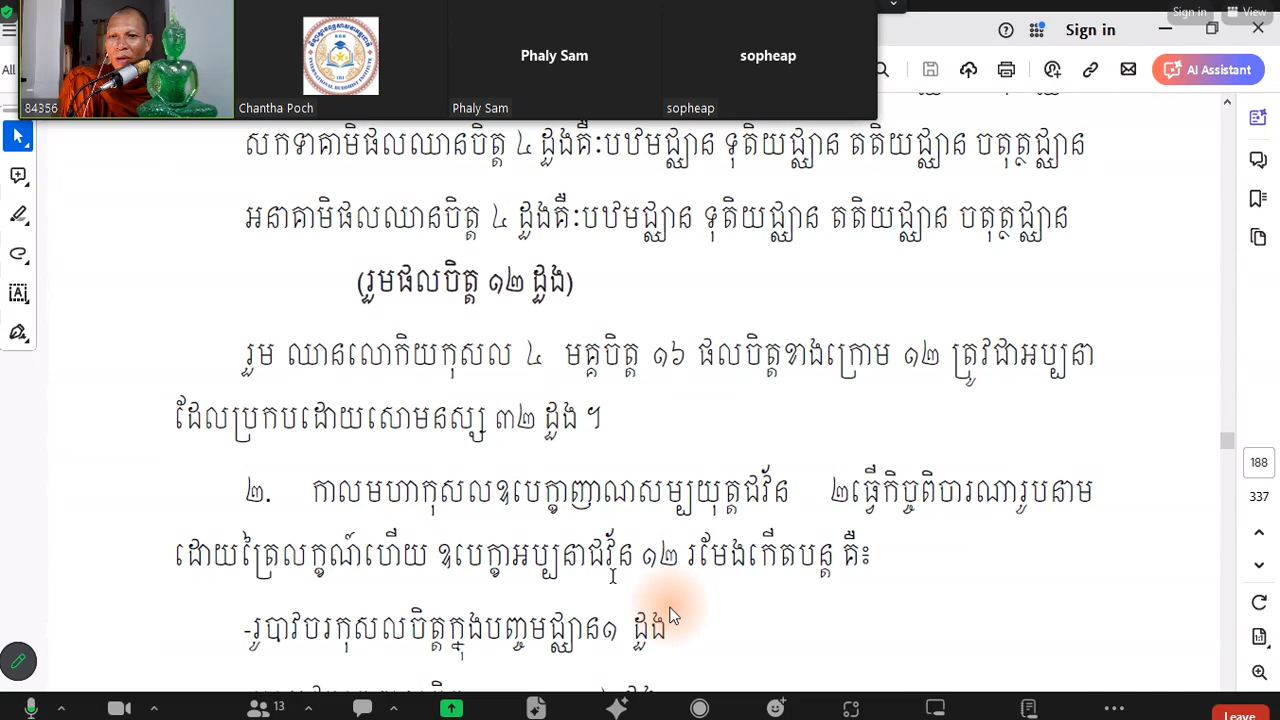 Sign in
View
84356
Chantha Poch
Phaly Sam
Phaly Sam
sopheap
sopheap
Sign in
All
AI Assistant
សកទាគាមិផលឈានចិត្ត ៤ ដួងគឺៈបឋមជ្ឈាន ទុតិយជ្ឈាន តតិយជ្ឈាន ចតុត្ថជ្ឈាន
អនាគាមិផលឈានចិត្ត ៤ ដួងគឺៈបឋមជ្ឈាន ទុតិយជ្ឈាន តតិយជ្ឈាន ចតុត្ថជ្ឈាន
(រួមផលចិត្ត ១២ ដួង)
រួម ឈានលោកិយកុសល ៤ មគ្គចិត្ត ១៦ ផលចិត្តខាងក្រោម ១២ ត្រូវជាអប្បនា
ដែលប្រកបដោយសោមនស្ស ៣២ ដួង ។
២. កាលមហាកុសលឧបេក្ខាញាណសម្បយុត្តជវ័ន ២ធ្វើកិច្ចពិចារណារូបនាម
ដោយត្រៃលក្ខណ៍ហើយ ឧបេក្ខាអប្បនាជវ័ន ១២ រមែងកើតបន្ត គឺ៖
-រូបាវចរកុសលចិត្តក្នុងបញ្ចមជ្ឈាន១ ដួង
188
337
13
Leave